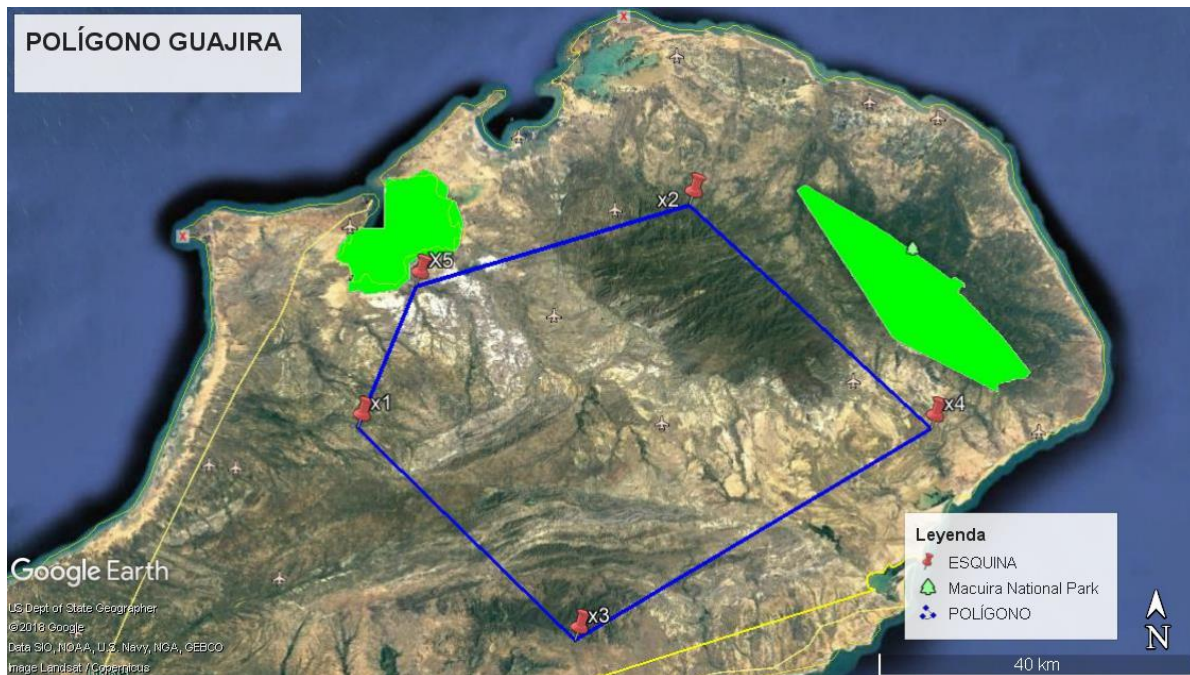 POLÍGONO GUAJIRA
x2
X5
x1
x4
x3
Leyenda
ESQUINA
Macuira National Park
POLÍGONO
Google Earth
US Dept of State Geographer
©2018 Google
Data SIO, NOAA, U.S. Navy, NGA, GEBCO
Image Landsat / Copernicus
N
40 km